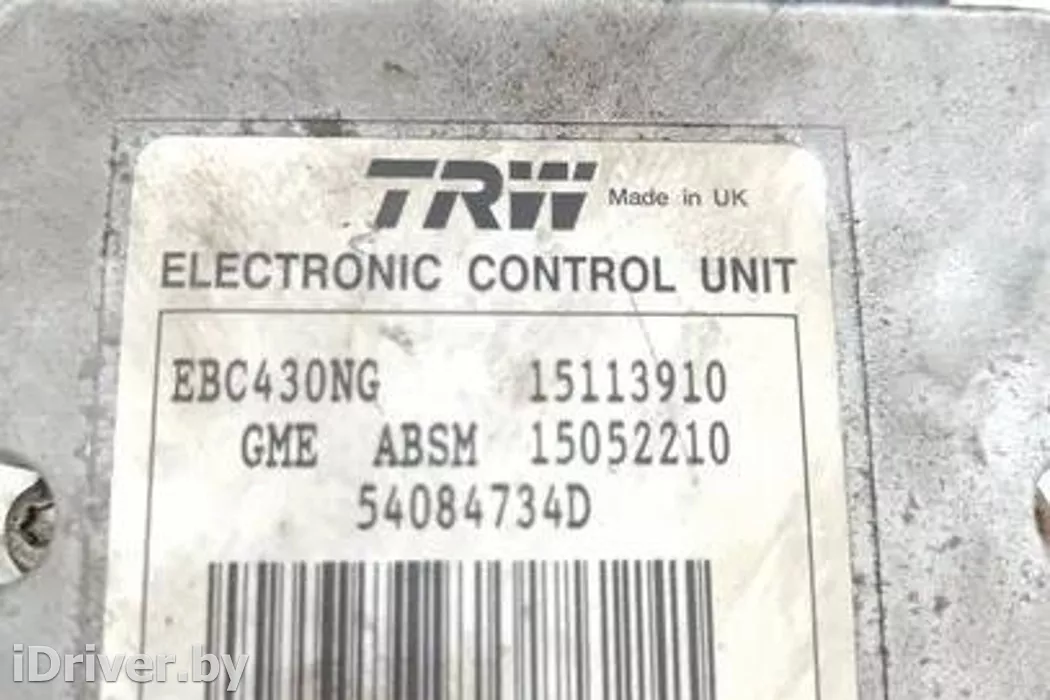 TRW Made in UK
ELECTRONIC CONTROL UNIT
EBC430NG 15113910
GME ABSM 15052210
54084734D
iDriver.by